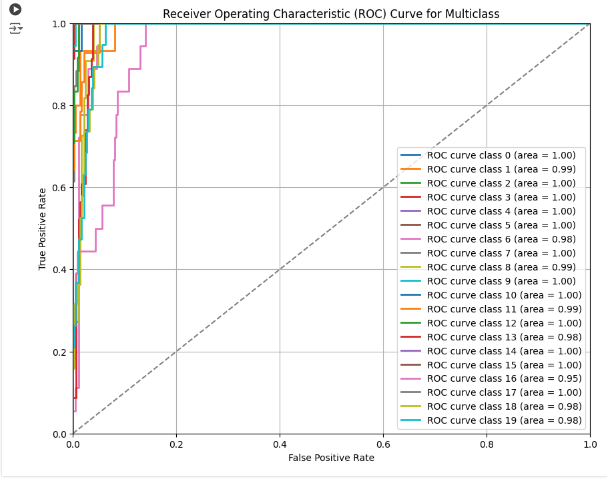 Receiver Operating Characteristic (ROC) Curve for Multiclass
1.0
0.8
0.6
0.4
0.2
0.0
True Positive Rate
ROC curve class 0 (area = 1.00)
ROC curve class 1 (area = 0.99)
ROC curve class 2 (area = 1.00)
ROC curve class 3 (area = 1.00)
ROC curve class 4 (area = 1.00)
ROC curve class 5 (area = 1.00)
ROC curve class 6 (area = 0.98)
ROC curve class 7 (area = 1.00)
ROC curve class 8 (area = 0.99)
ROC curve class 9 (area = 1.00)
ROC curve class 10 (area = 1.00)
ROC curve class 11 (area = 0.99)
ROC curve class 12 (area = 1.00)
ROC curve class 13 (area = 0.98)
ROC curve class 14 (area = 1.00)
ROC curve class 15 (area = 1.00)
ROC curve class 16 (area = 0.95)
ROC curve class 17 (area = 1.00)
ROC curve class 18 (area = 0.98)
ROC curve class 19 (area = 0.98)
0.0 0.2 0.4 0.6 0.8 1.0
False Positive Rate